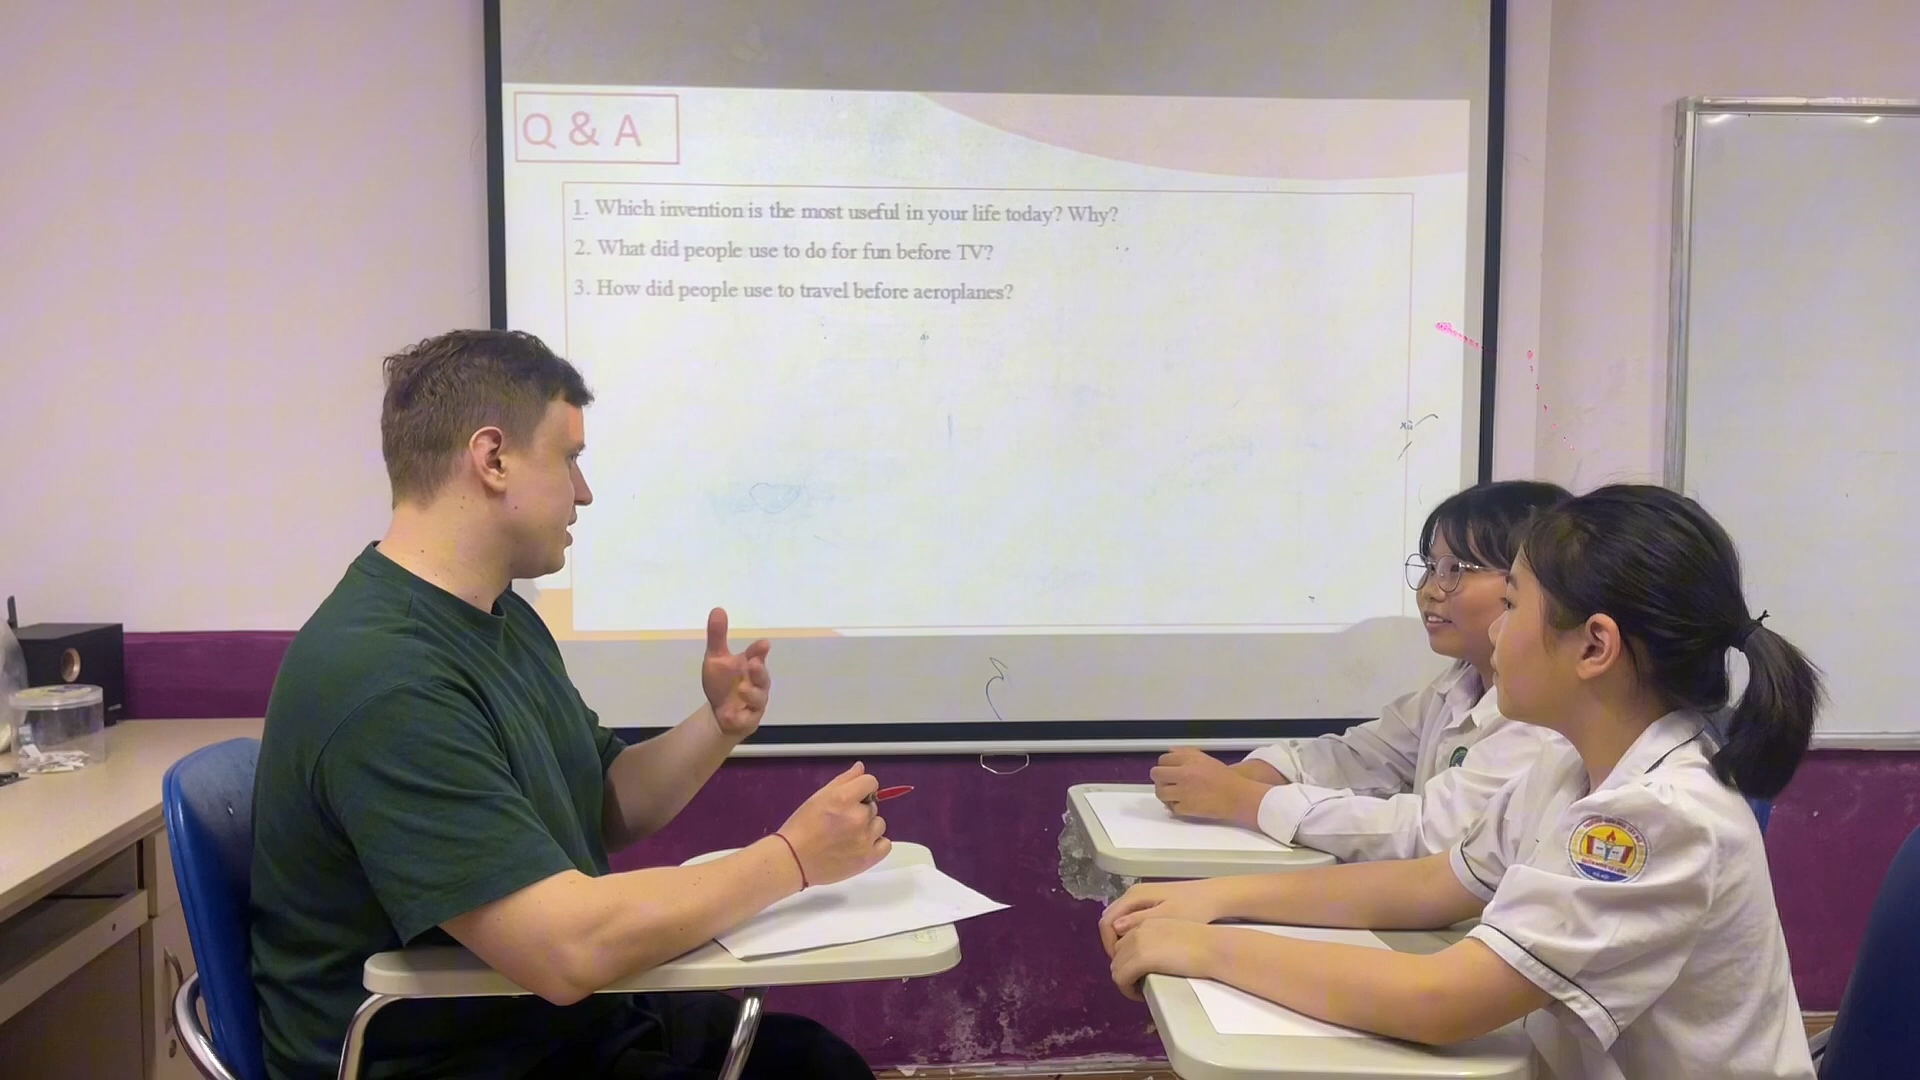 Q & A
1. Which invention is the most useful in your life today? Why?
2. What did people use to do for fun before TV?
3. How did people use to travel before aeroplanes?